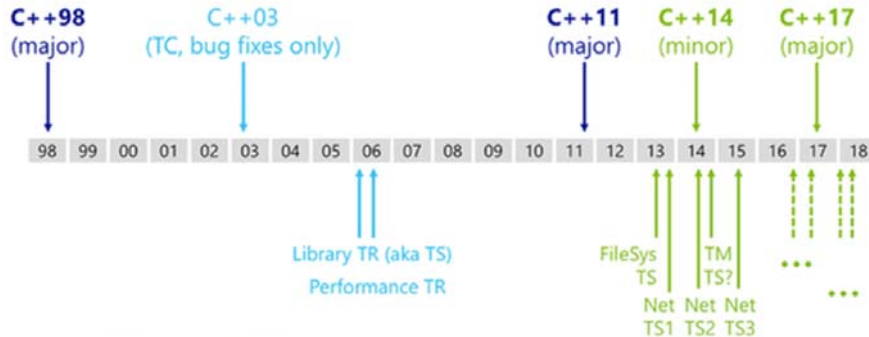 C++98
(major)
C++03
(TC, bug fixes only)
C++11
(major)
C++14
(minor)
C++17
(major)
98 99 00 01 02 03 04 05 06 07 08 09 10 11 12 13 14 15 16 17 18
Library TR (aka TS)
Performance TR
FileSys
TS
TM
TS?
Net
TS1
Net
TS2
Net
TS3
...
...